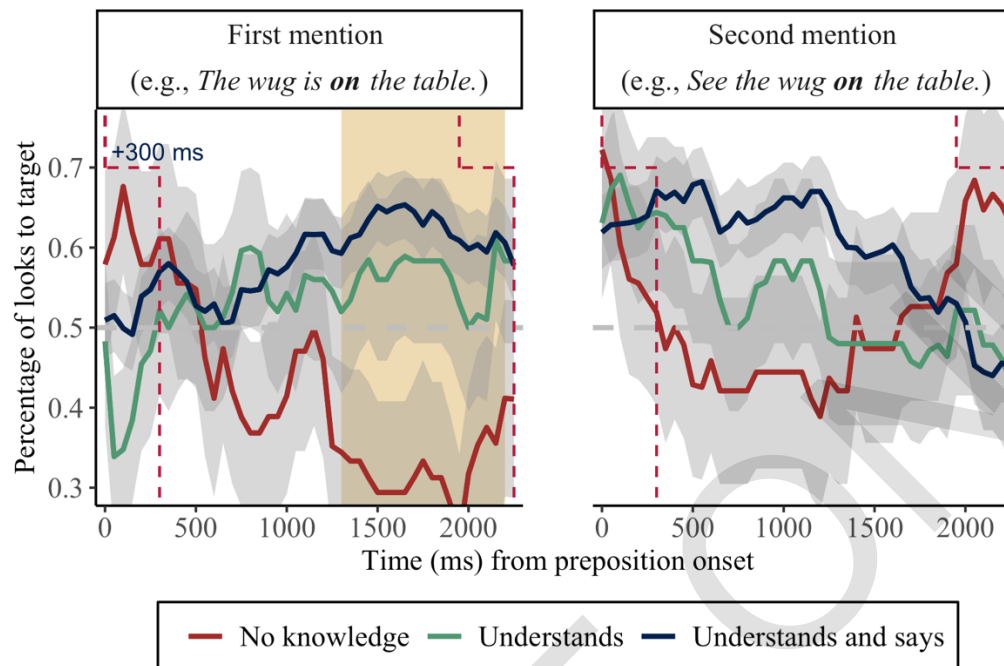 First mention
(e.g., The wug is on the table.)
Second mention
(e.g., See the wug on the table.)
Percentage of looks to target
0.7
0.6
0.5
0.4
0.3
+300 ms
0 500 1000 1500 2000
0 500 1000 1500 2000
Time (ms) from preposition onset
No knowledge Understands Understands and says